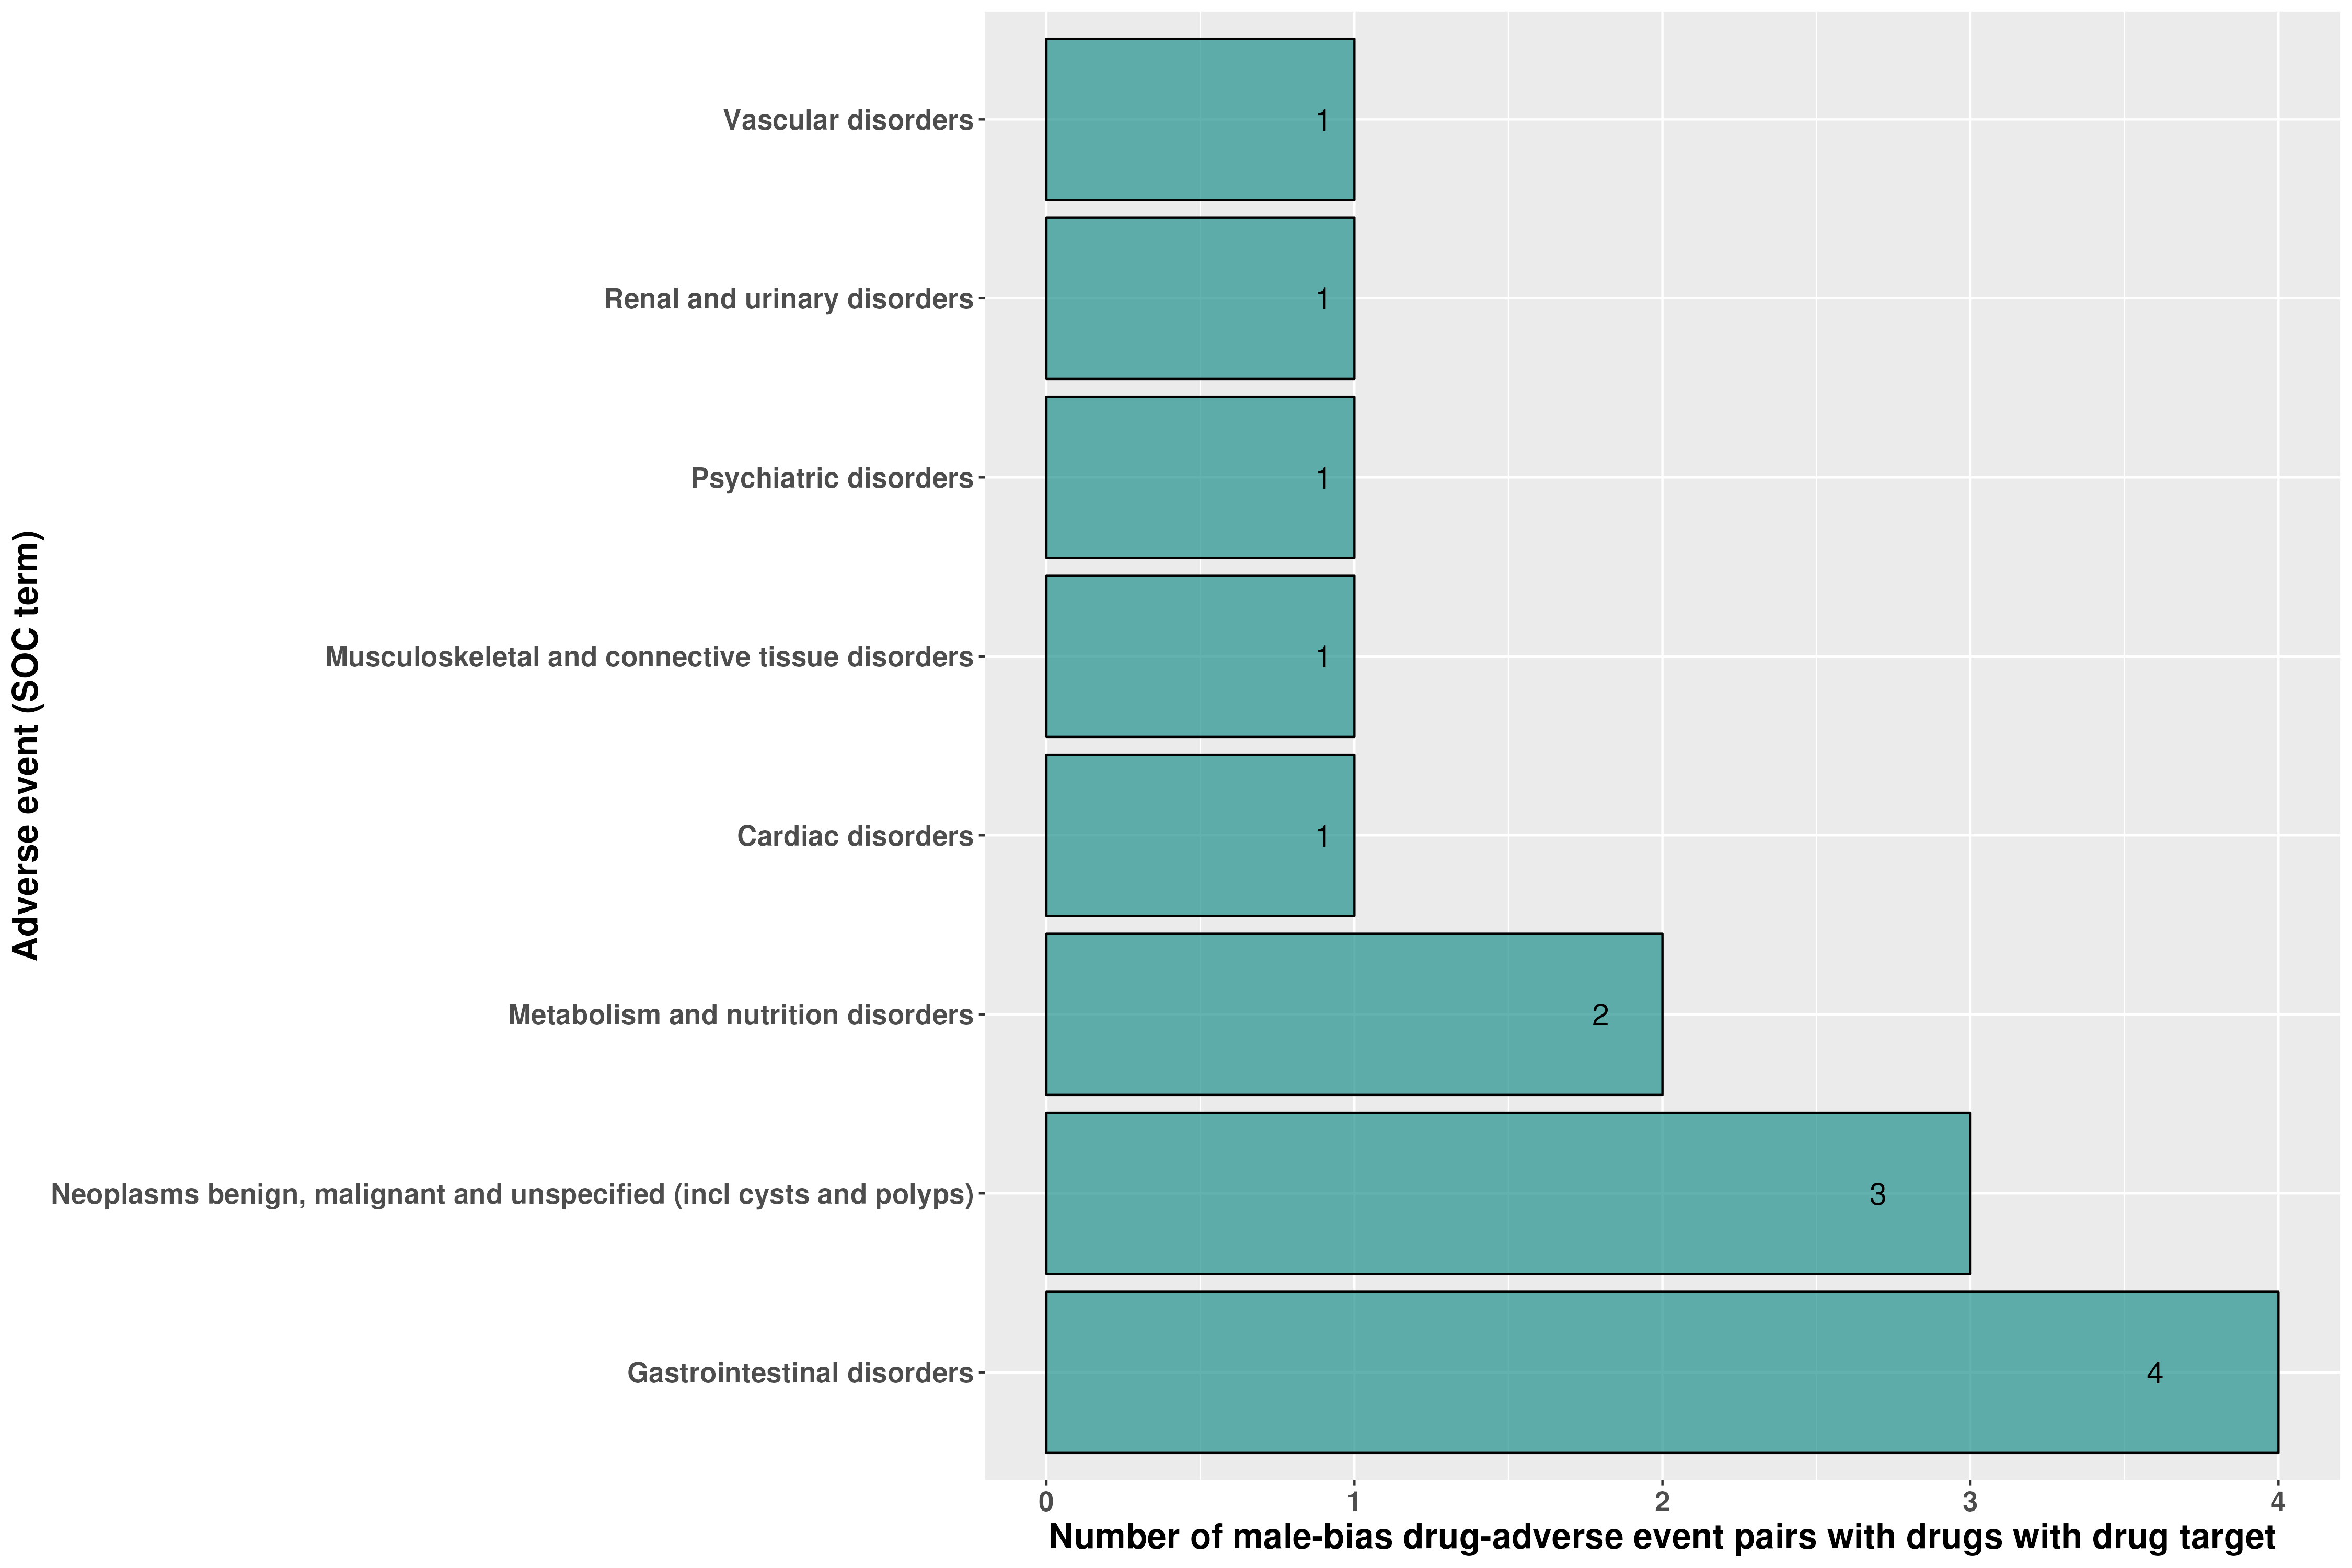 Adverse event (SOC term)
Vascular disorders
1
Renal and urinary disorders
1
Psychiatric disorders
1
Musculoskeletal and connective tissue disorders
1
Cardiac disorders
1
Metabolism and nutrition disorders
2
Neoplasms benign, malignant and unspecified (incl cysts and polyps)
3
Gastrointestinal disorders
4
0 1 2 3 4
Number of male-bias drug-adverse event pairs with drugs with drug target